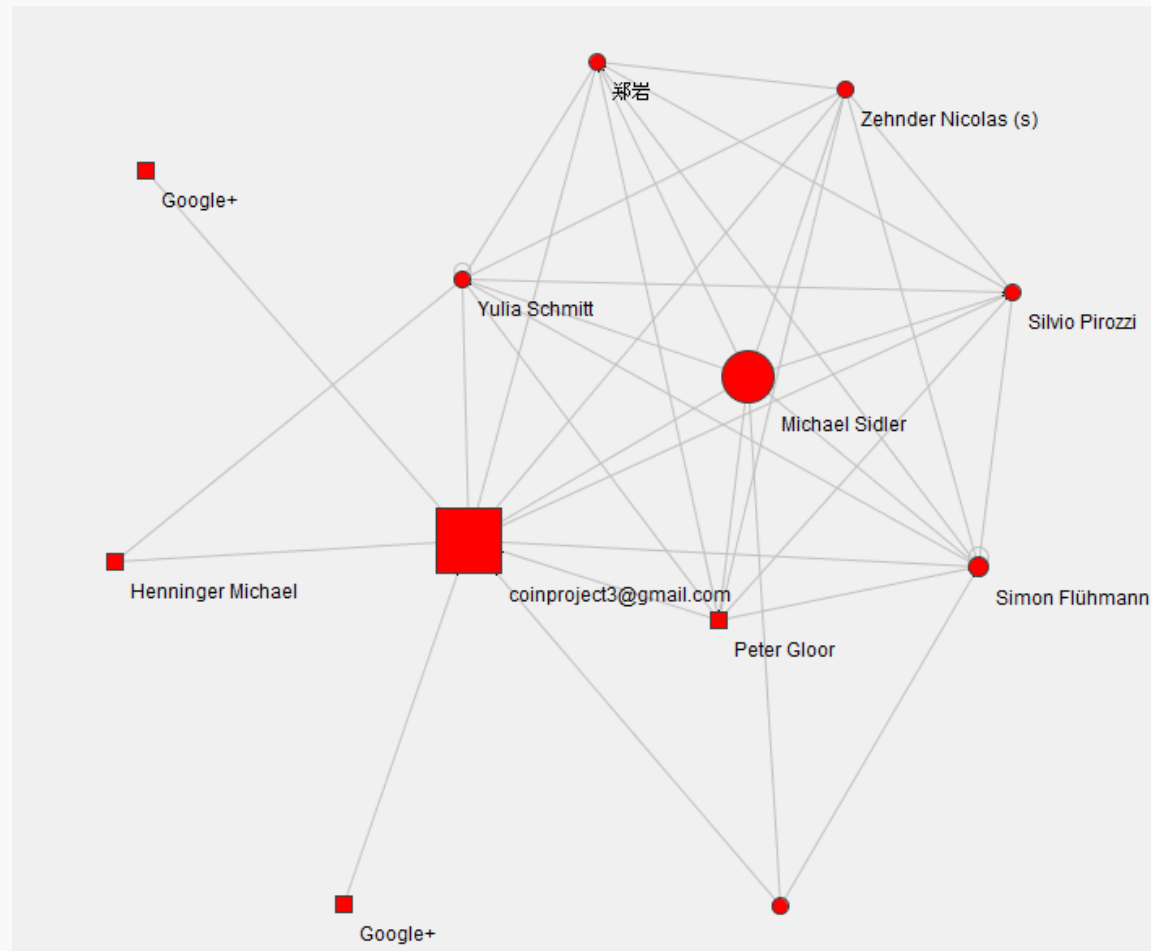 郑岩
Zehnder Nicolas (s)
Google+
Yulia Schmitt
Silvio Pirozzi
Michael Sidler
Henninger Michael
coinproject3@gmail.com
Simon Flühmann
Peter Gloor
Google+